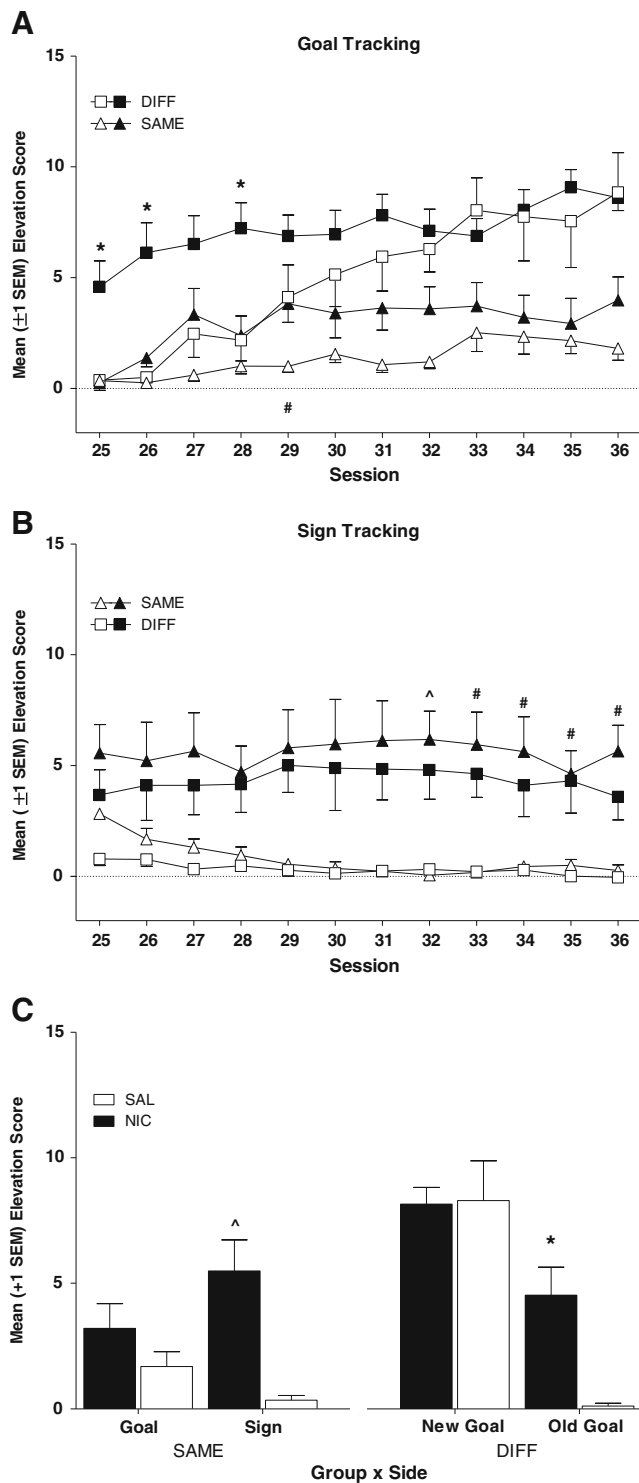 A
Goal Tracking
15
10
5
0
Mean (±1 SEM) Elevation Score
DIFF
SAME
* * *
#
25 26 27 28 29 30 31 32 33 34 35 36
Session
B
Sign Tracking
15
10
5
0
Mean (±1 SEM) Elevation Score
SAME
DIFF
^ # # # #
25 26 27 28 29 30 31 32 33 34 35 36
Session
C
15
10
5
0
Mean (+1 SEM) Elevation Score
SAL
NIC
^ *
Goal Sign New Goal Old Goal
SAME DIFF
Group x Side